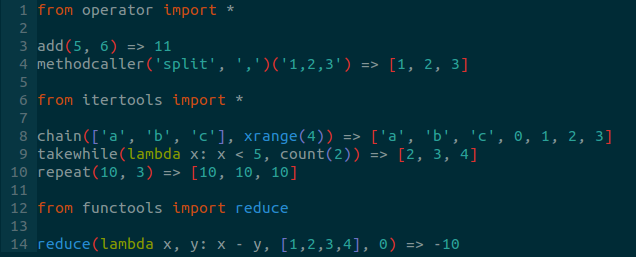 1 from operator import *
2
3 add(5, 6) => 11
4 methodcaller('split', ',')('1,2,3') => [1, 2, 3]
5
6 from itertools import *
7
8 chain(['a', 'b', 'c'], xrange(4)) => ['a', 'b', 'c', 0, 1, 2, 3]
9 takewhile(lambda x: x < 5, count(2)) => [2, 3, 4]
10 repeat(10, 3) => [10, 10, 10]
11
12 from functools import reduce
13
14 reduce(lambda x, y: x - y, [1,2,3,4], 0) => -10